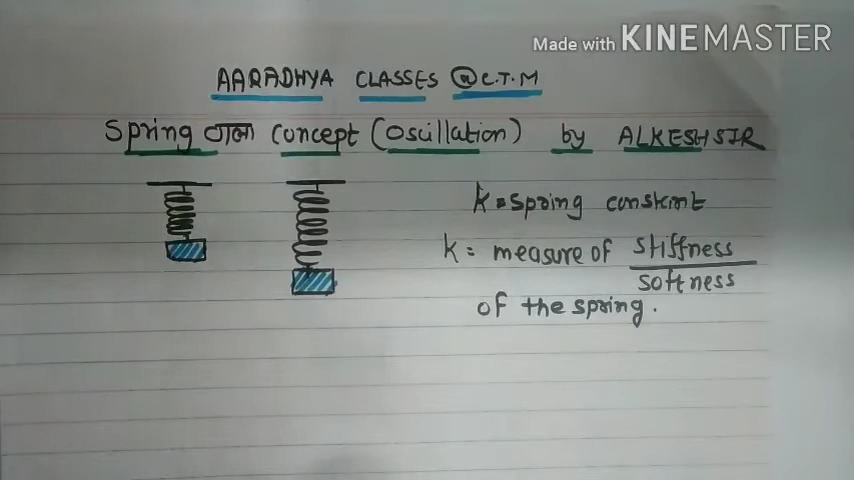 Made with KINEMASTER
AARADHYA CLASSES @C.T.M
Spring वाला Concept (Oscillation) by ALKESH SIR
k = spring constant
k = measure of stiffness
softness
of the spring.